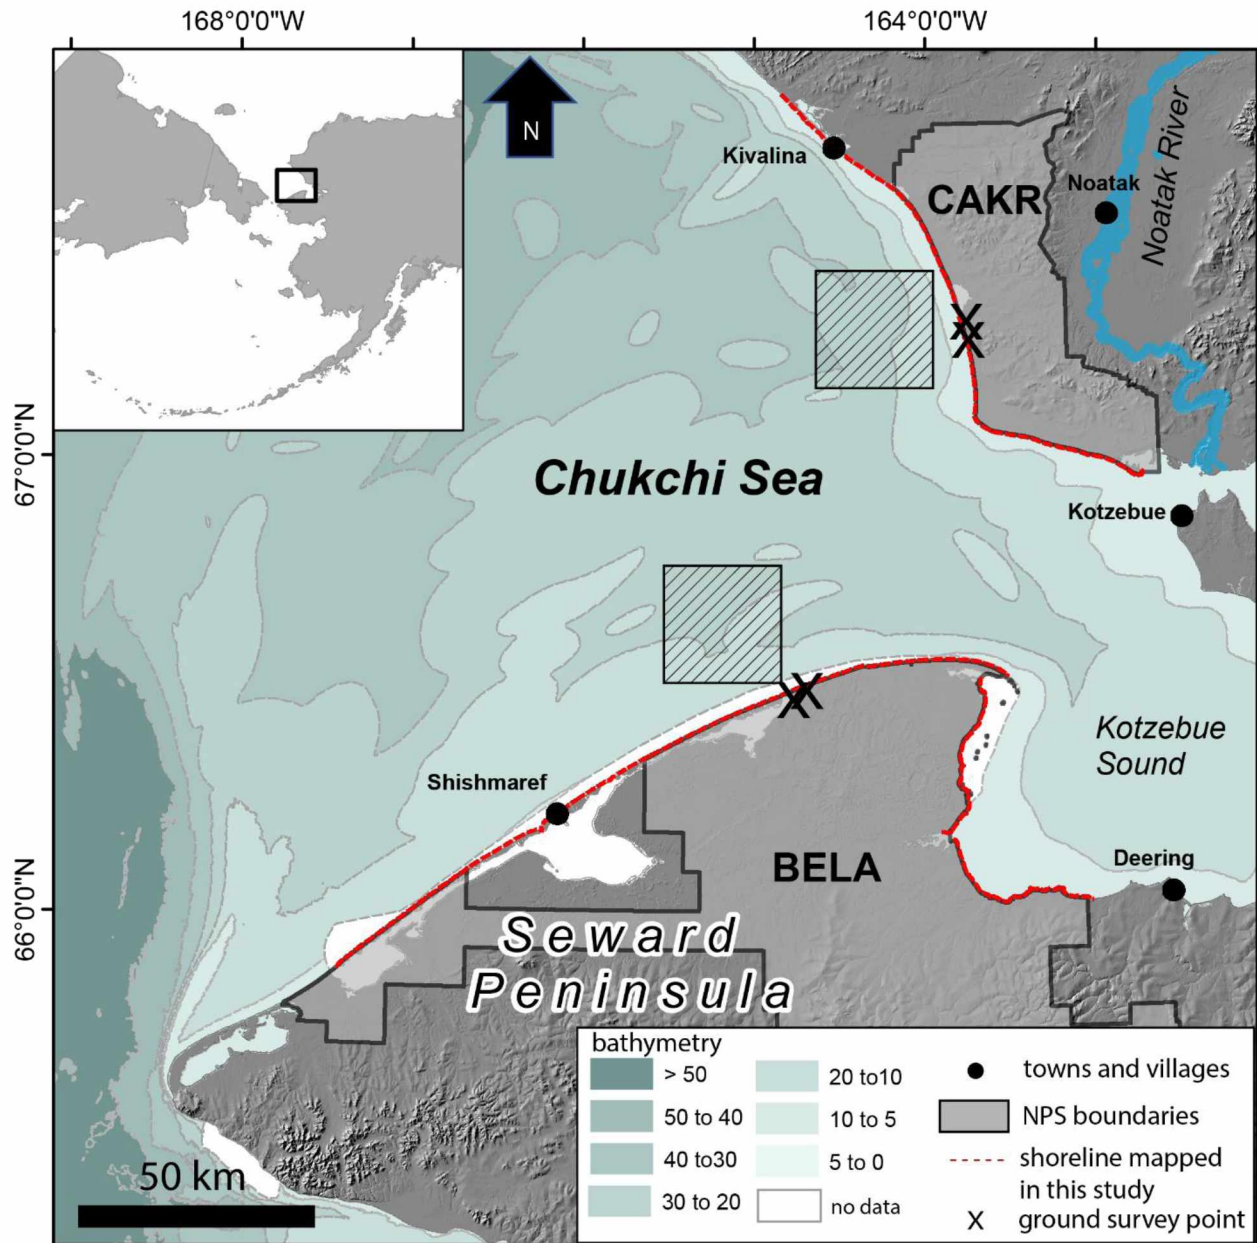 168°0'0"W
164°0'0"W
N
Kivalina
CAKR
Noatak
Noatak River
67°0'0"N
Chukchi Sea
Kotzebue
Kotzebue
Sound
Shishmaref
BELA
Deering
66°0'0"N
Seward
Peninsula
50 km
bathymetry
> 50
50 to 40
40 to30
30 to 20
20 to10
10 to 5
5 to 0
no data
towns and villages
NPS boundaries
shoreline mapped
in this study
X ground survey point